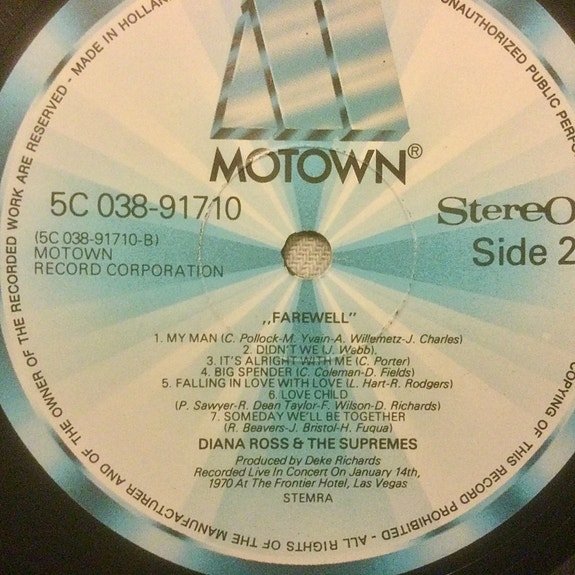 MADE IN HOLLAND
UNAUTHORIZED PUBLIC
MOTOWN®
5C 038-91710
Stereo
(5C 038-91710-B)
MOTOWN
RECORD CORPORATION
Side 2
„FAREWELL"
1. MY MAN (C. Pollock-M. Yvain-A. Willemetz-J. Charles)
2. DIDN'T WE (J. Webb).
3. IT'S ALRIGHT WITH ME (C. Porter)
4. BIG SPENDER (C. Coleman-D. Fields)
5. FALLING IN LOVE WITH LOVE (L. Hart-R. Rodgers)
6. LOVE CHILD
(P. Sawyer-R. Dean Taylor-F. Wilson-D. Richards)
7. SOMEDAY WE'LL BE TOGETHER
(R. Beavers-J. Bristol-H. Fuqua)
DIANA ROSS & THE SUPREMES
Produced by Deke Richards
Recorded Live In Concert On January 14th,
1970 At The Frontier Hotel, Las Vegas
STEMRA
COPYING OF THIS RECORD PROHIBITED - ALL RIGHTS OF THE MANUFACTURER AND OF THE OWNER OF THE RECORDED WORK ARE RESERVED -